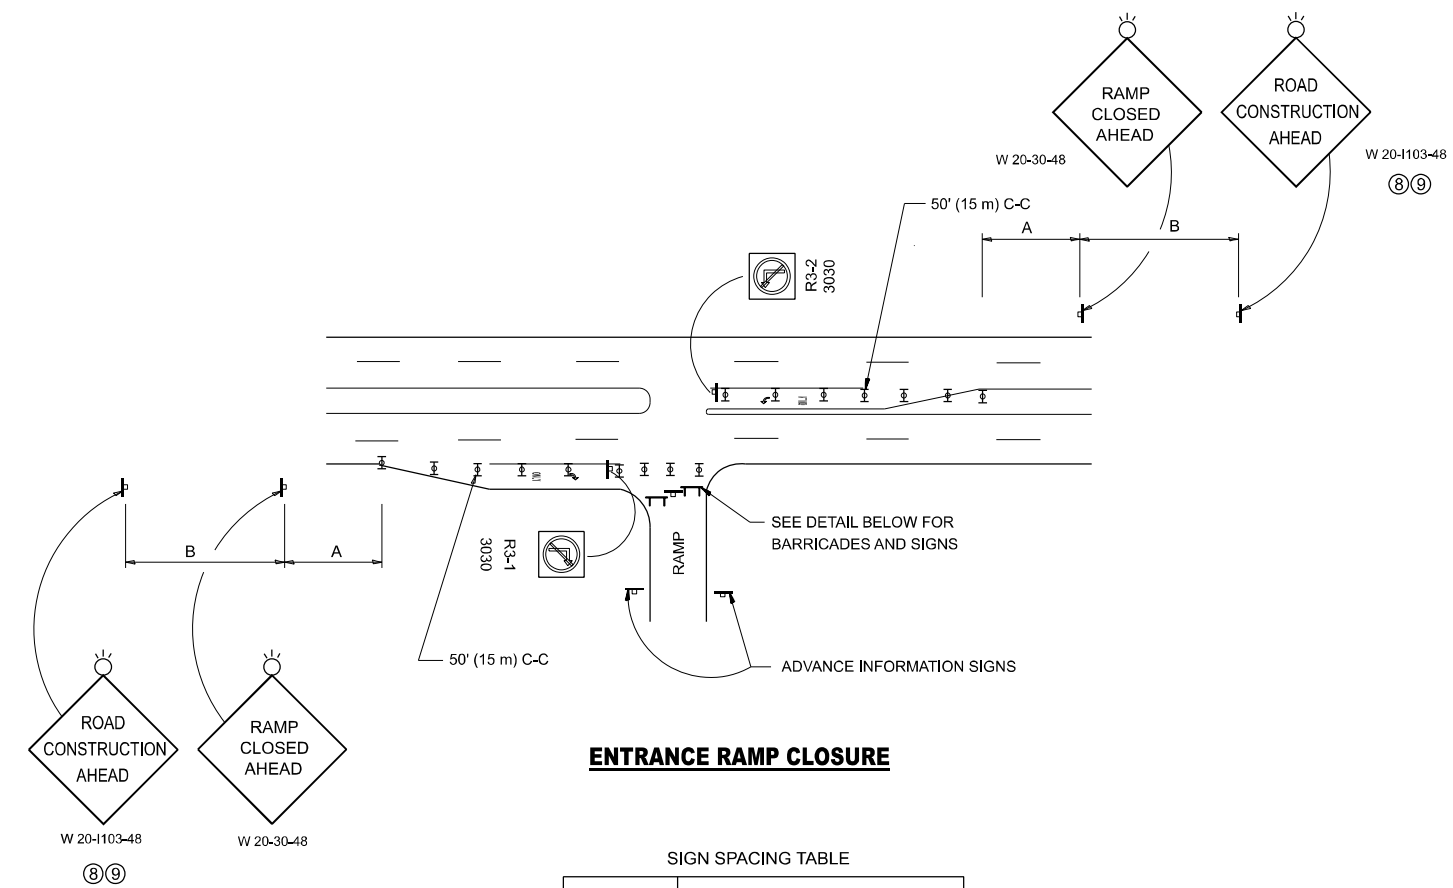 RAMP
CLOSED
AHEAD
ROAD
CONSTRUCTION
AHEAD
W 20-30-48
W 20-I103-48
⑧⑨
50' (15 m) C-C
A
B
R3-2
3030
ONLY
ONLY
SEE DETAIL BELOW FOR
BARRICADES AND SIGNS
B
A
R3-1
3030
RAMP
50' (15 m) C-C
ADVANCE INFORMATION SIGNS
ROAD
CONSTRUCTION
AHEAD
RAMP
CLOSED
AHEAD
ENTRANCE RAMP CLOSURE
W 20-I103-48
W 20-30-48
⑧⑨
SIGN SPACING TABLE